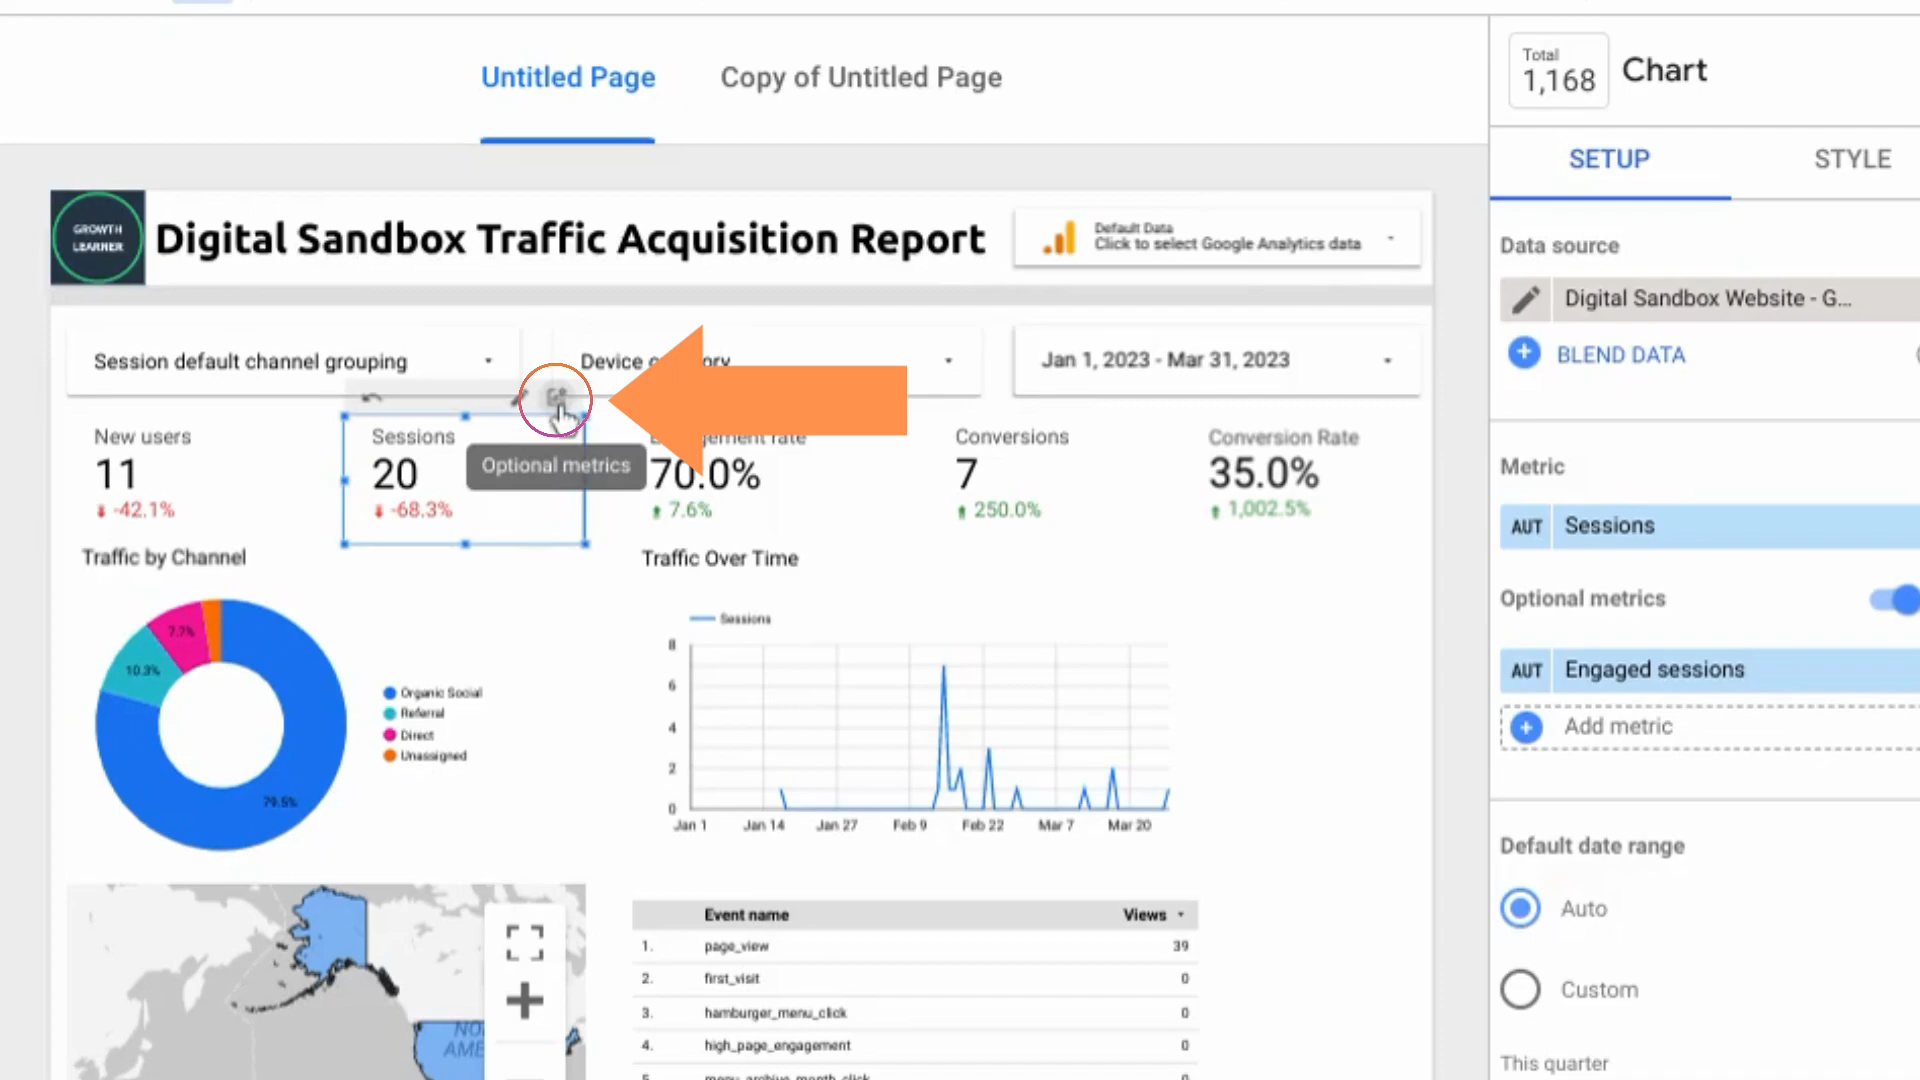 Untitled Page
Copy of Untitled Page
Total
1,168
Chart
SETUP
STYLE
GROWTH
LEARNER
Digital Sandbox Traffic Acquisition Report
Default Data
Click to select Google Analytics data
Data source
Digital Sandbox Website - G...
BLEND DATA
Session default channel grouping
Device
Jan 1, 2023 - Mar 31, 2023
New users
11
-42.1%
Sessions
20
-68.3%
Optional metrics
rate
70.0%
7.6%
Conversions
7
250.0%
Conversion Rate
35.0%
1,002.5%
Metric
AUT Sessions
Optional metrics
AUT Engaged sessions
Add metric
Traffic by Channel
7.7%
10.3%
79.5%
Organic Social
Referral
Direct
Unassigned
Traffic Over Time
Sessions
8
6
4
2
0
Jan 1 Jan 14 Jan 27 Feb 9 Feb 22 Mar 7 Mar 20
Default date range
Auto
Custom
This quarter
NO
AME
Event name Views
1. page_view 39
2. first_visit 0
3. hamburger_menu_click 0
4. high_page_engagement 0
5. menu_archive_month_click 0